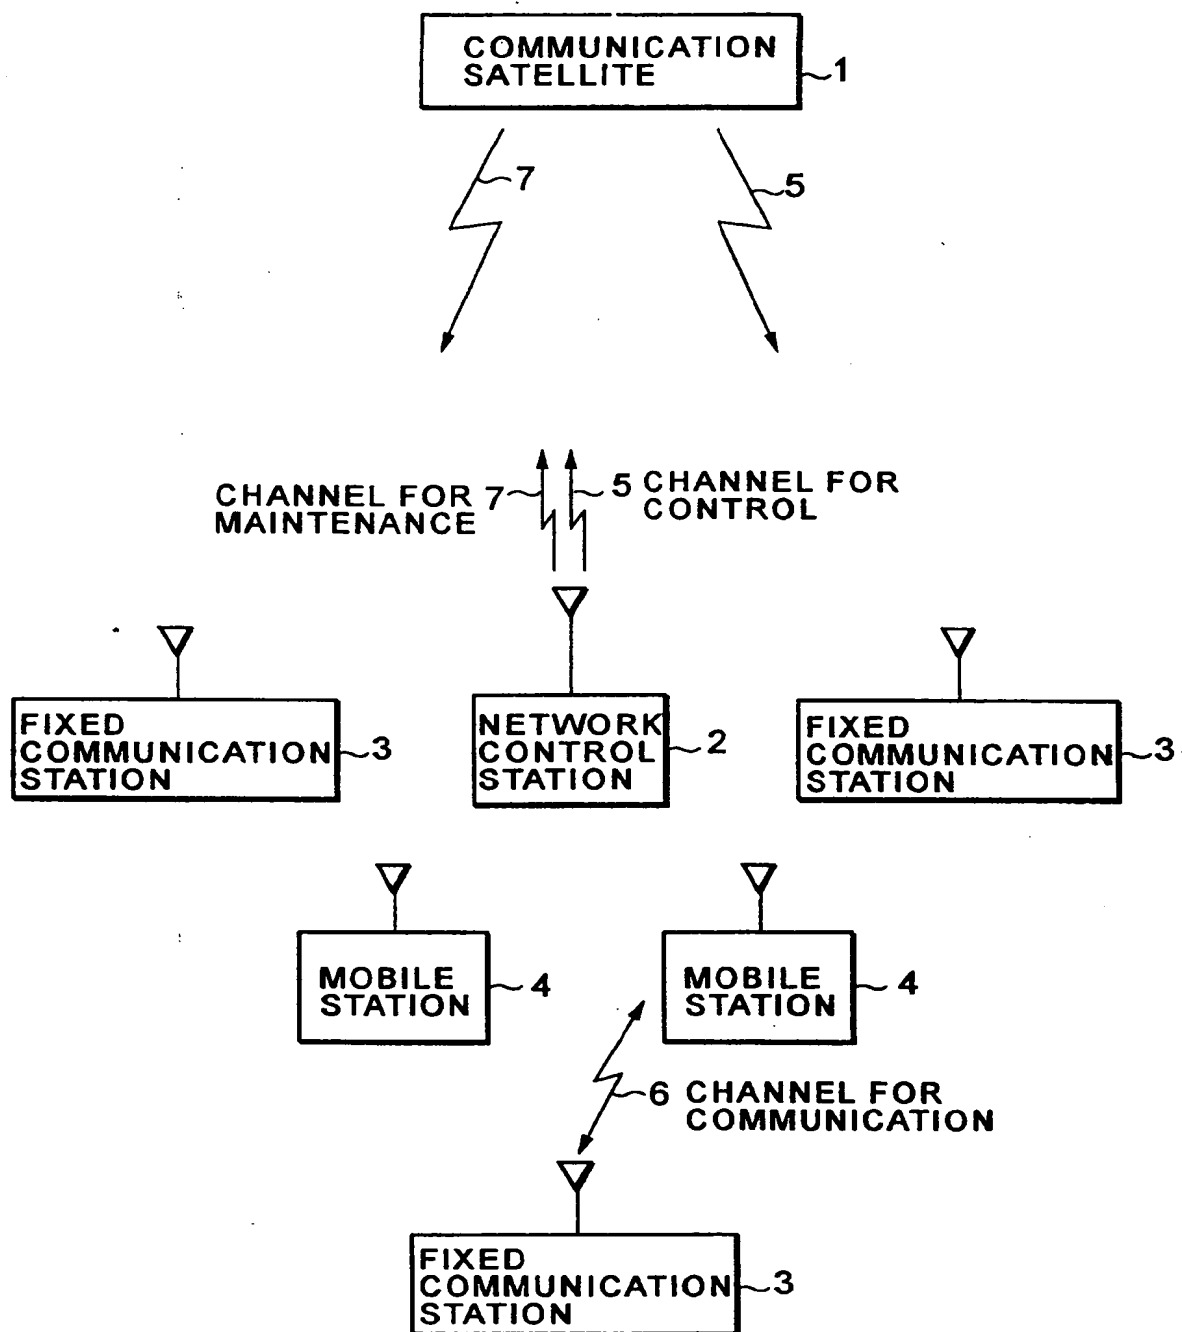 COMMUNICATION
SATELLITE
1
7
5
CHANNEL FOR
MAINTENANCE
7
5
CHANNEL FOR
CONTROL
FIXED
COMMUNICATION
STATION
3
NETWORK
CONTROL
STATION
2
FIXED
COMMUNICATION
STATION
3
MOBILE
STATION
4
MOBILE
STATION
4
6
CHANNEL FOR
COMMUNICATION
FIXED
COMMUNICATION
STATION
3